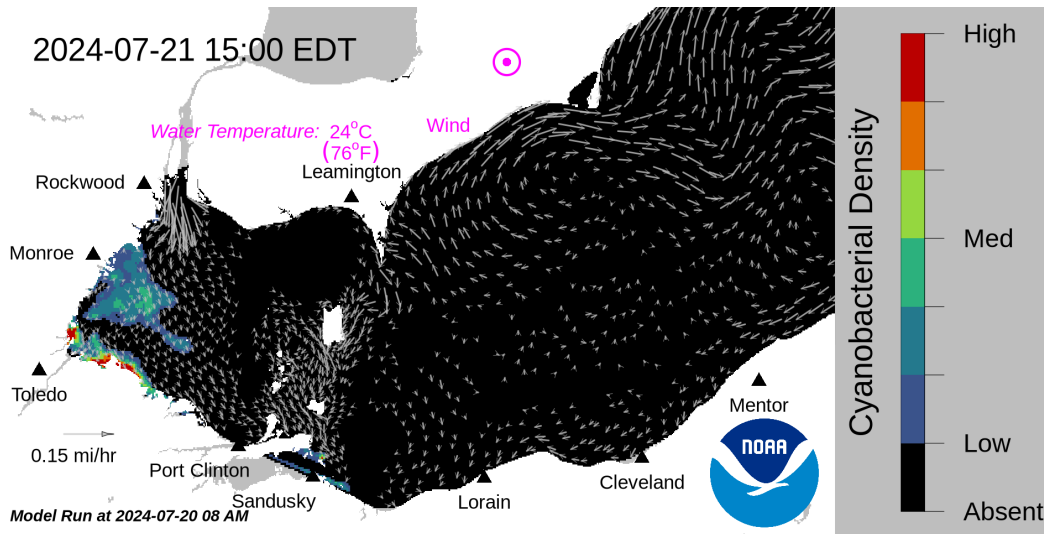 2024-07-21 15:00 EDT
Water Temperature: 24°C
(76°F)
Wind
Leamington
Rockwood
Monroe
Toledo
0.15 mi/hr
Port Clinton
Sandusky
Lorain
Cleveland
Mentor
NOAA
Model Run at 2024-07-20 08 AM
Cyanobacterial Density
High
Med
Low
Absent